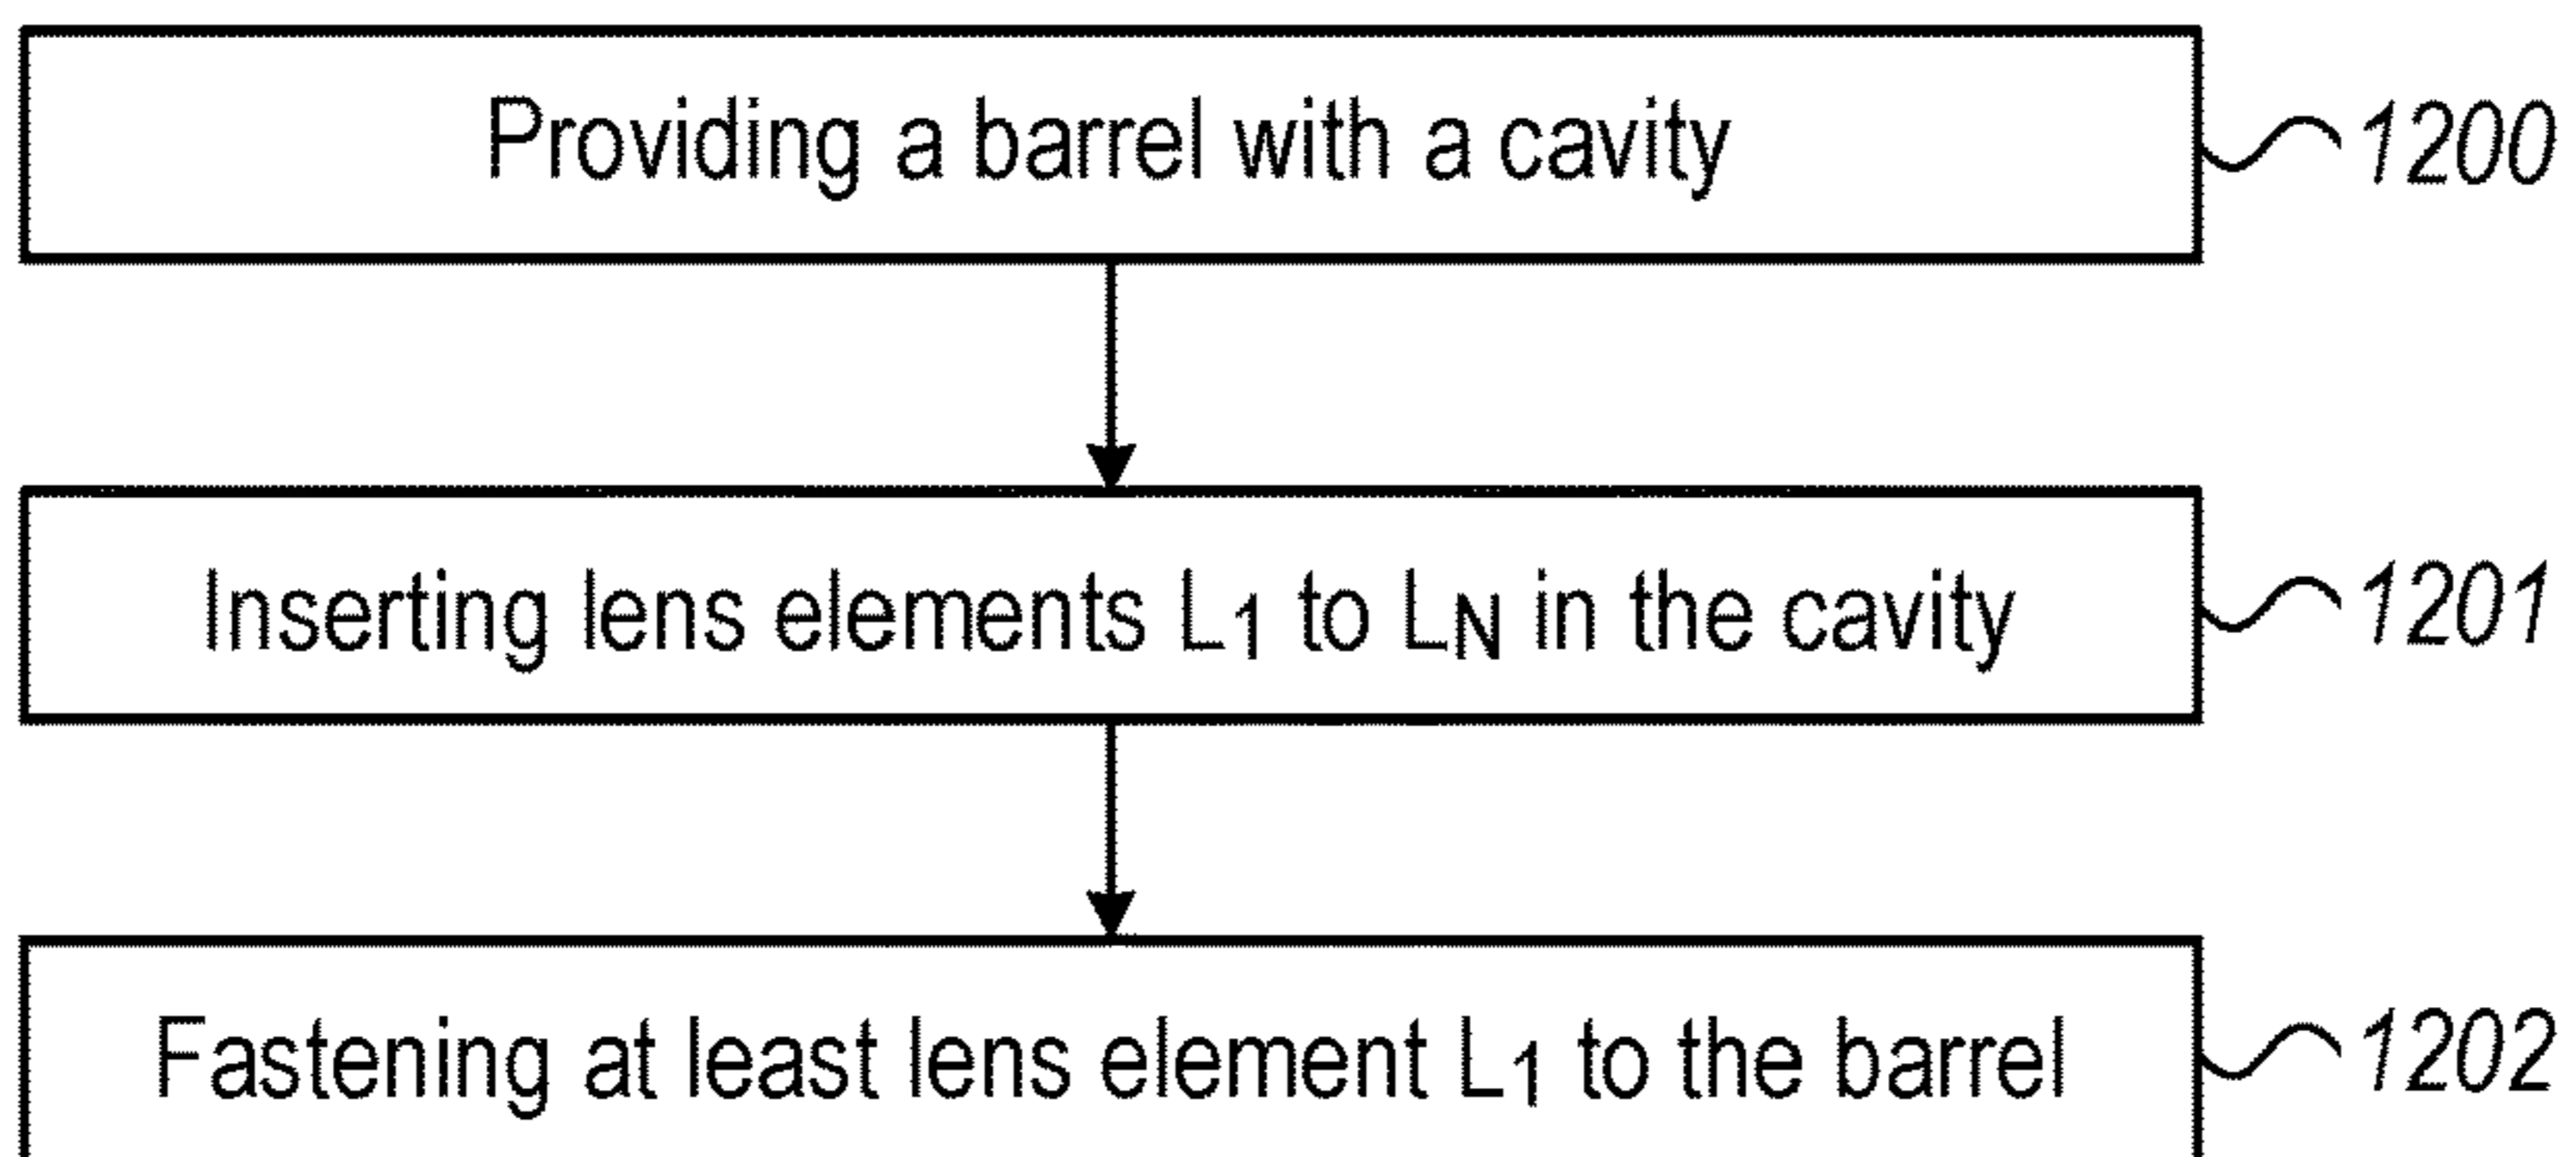 Providing a barrel with a cavity 1200
Inserting lens elements L1 to LN in the cavity 1201
Fastening at least lens element L1 to the barrel 1202